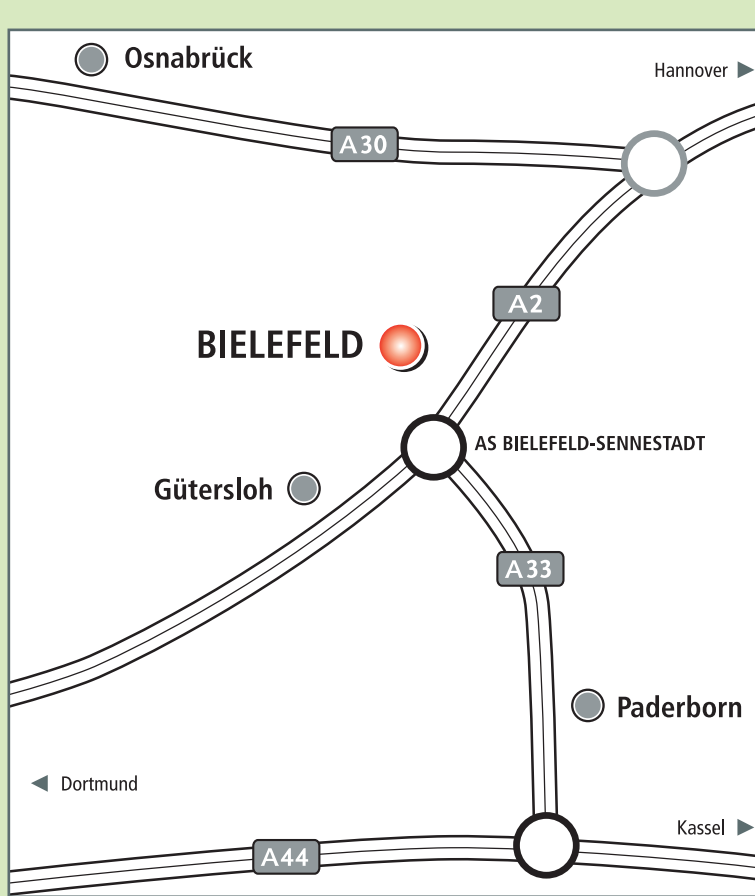 Osnabrück
Hannover
A30
A2
BIELEFELD
AS BIELEFELD-SENNESTADT
Gütersloh
A33
Paderborn
Dortmund
Kassel
A44